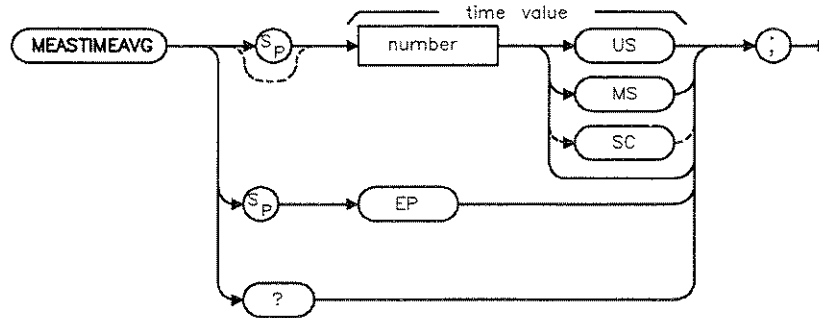 time value
MEASTIMEAVG SP number US ;
MS
SC
SP EP
?